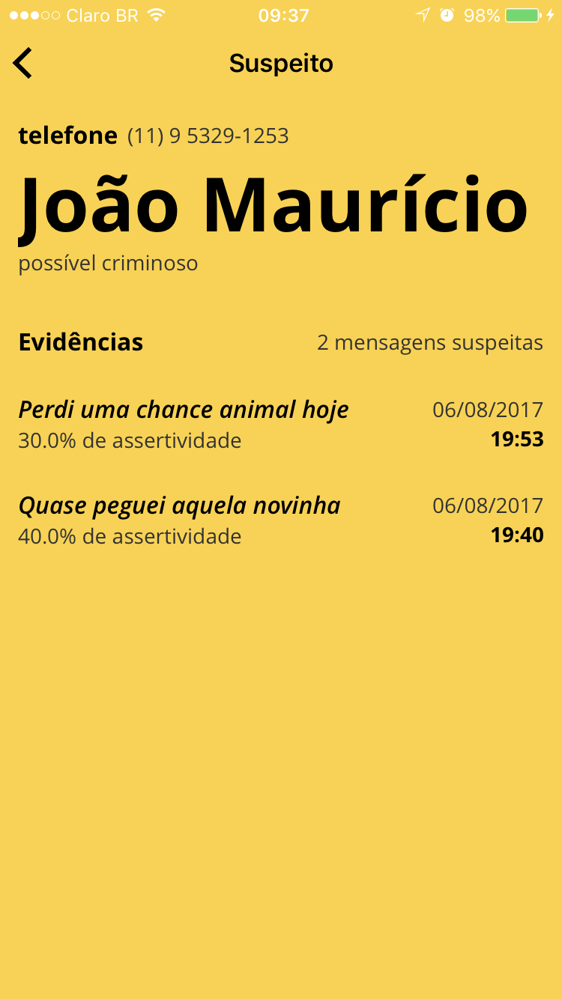 Claro BR 09:37 98%
Suspeito
telefone (11) 9 5329-1253
João Maurício
possível criminoso
Evidências 2 mensagens suspeitas
Perdi uma chance animal hoje 06/08/2017
30.0% de assertividade 19:53
Quase peguei aquela novinha 06/08/2017
40.0% de assertividade 19:40